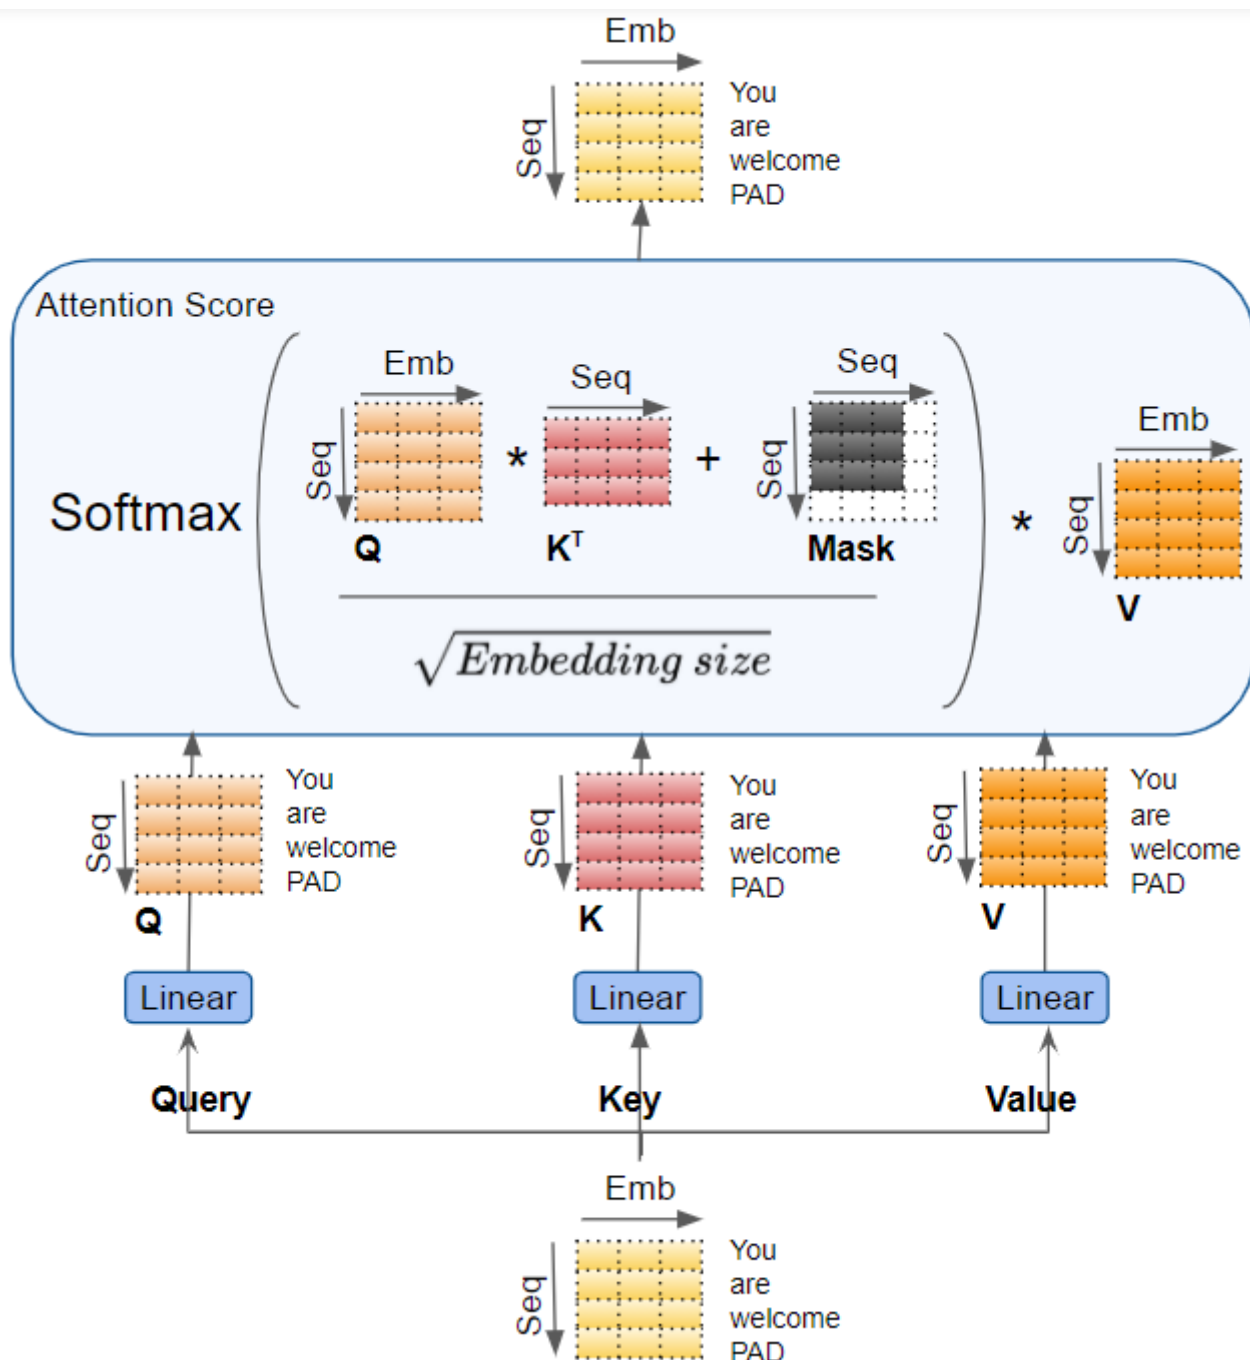 Emb
Seq
You
are
welcome
PAD
Attention Score
Softmax
Emb
Seq
Q
*
Seq
K^T
+
Seq
Seq
Mask
√Embedding size
*
Emb
Seq
V
Seq
You
are
welcome
PAD
Q
Seq
You
are
welcome
PAD
K
Seq
You
are
welcome
PAD
V
Linear
Linear
Linear
Query
Key
Value
Emb
Seq
You
are
welcome
PAD